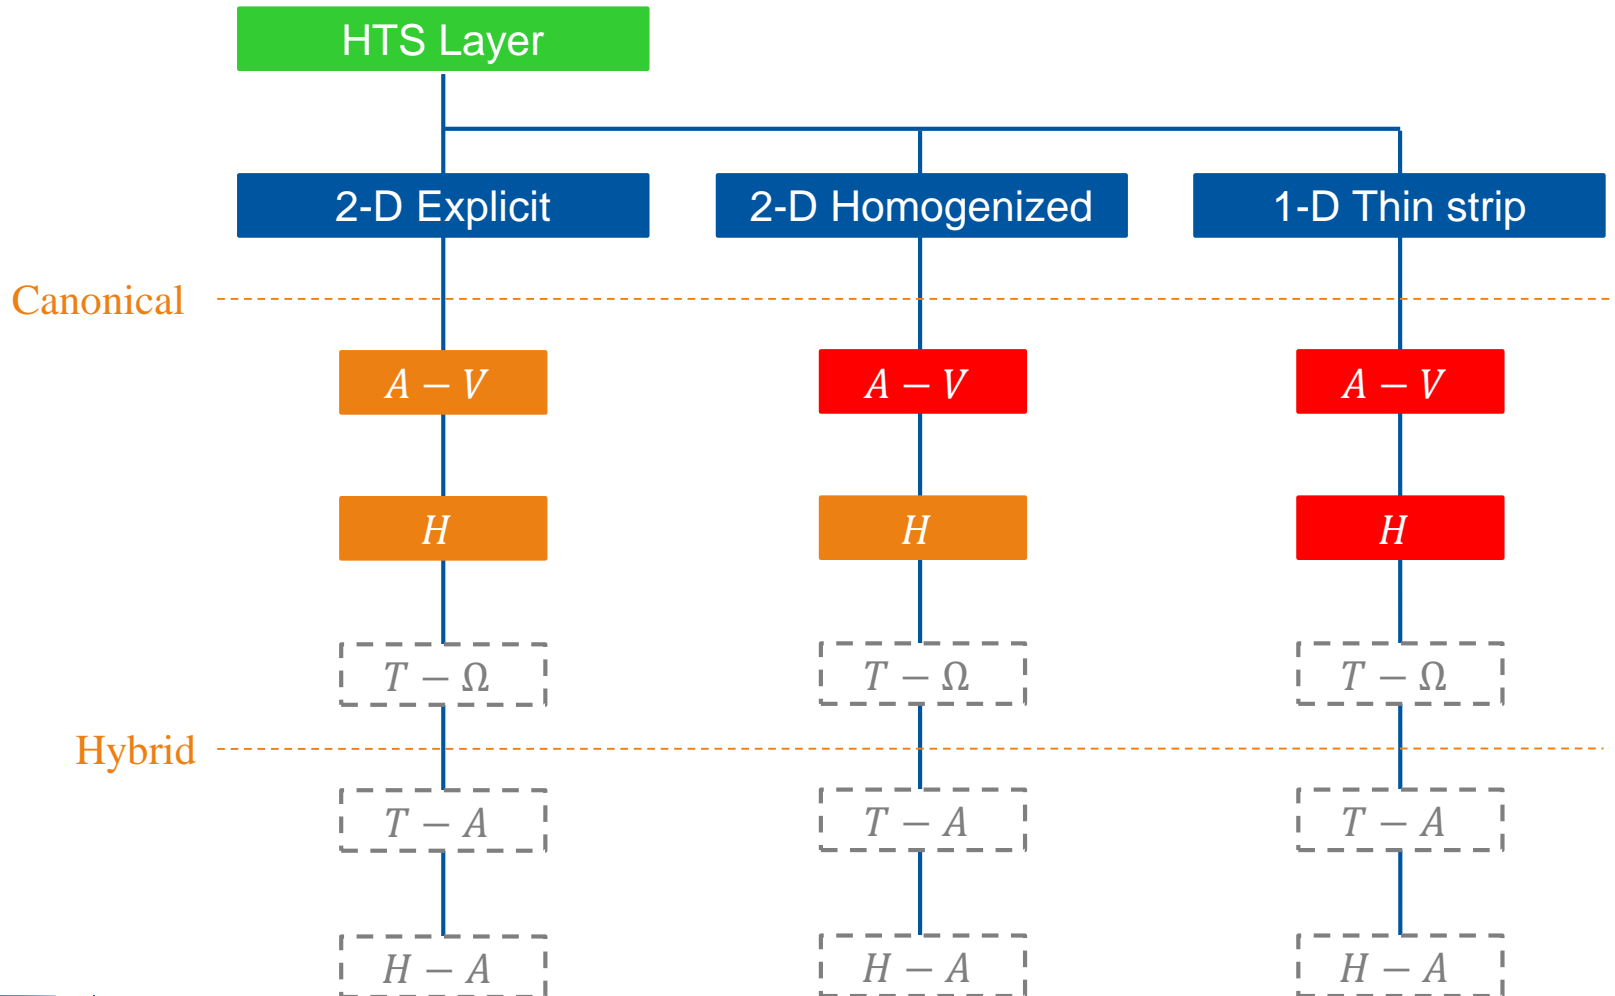 HTS Layer
2-D Explicit 2-D Homogenized 1-D Thin strip
Canonical
A − V A − V A − V
H H H
T − Ω T − Ω T − Ω
Hybrid
T − A T − A T − A
H − A H − A H − A